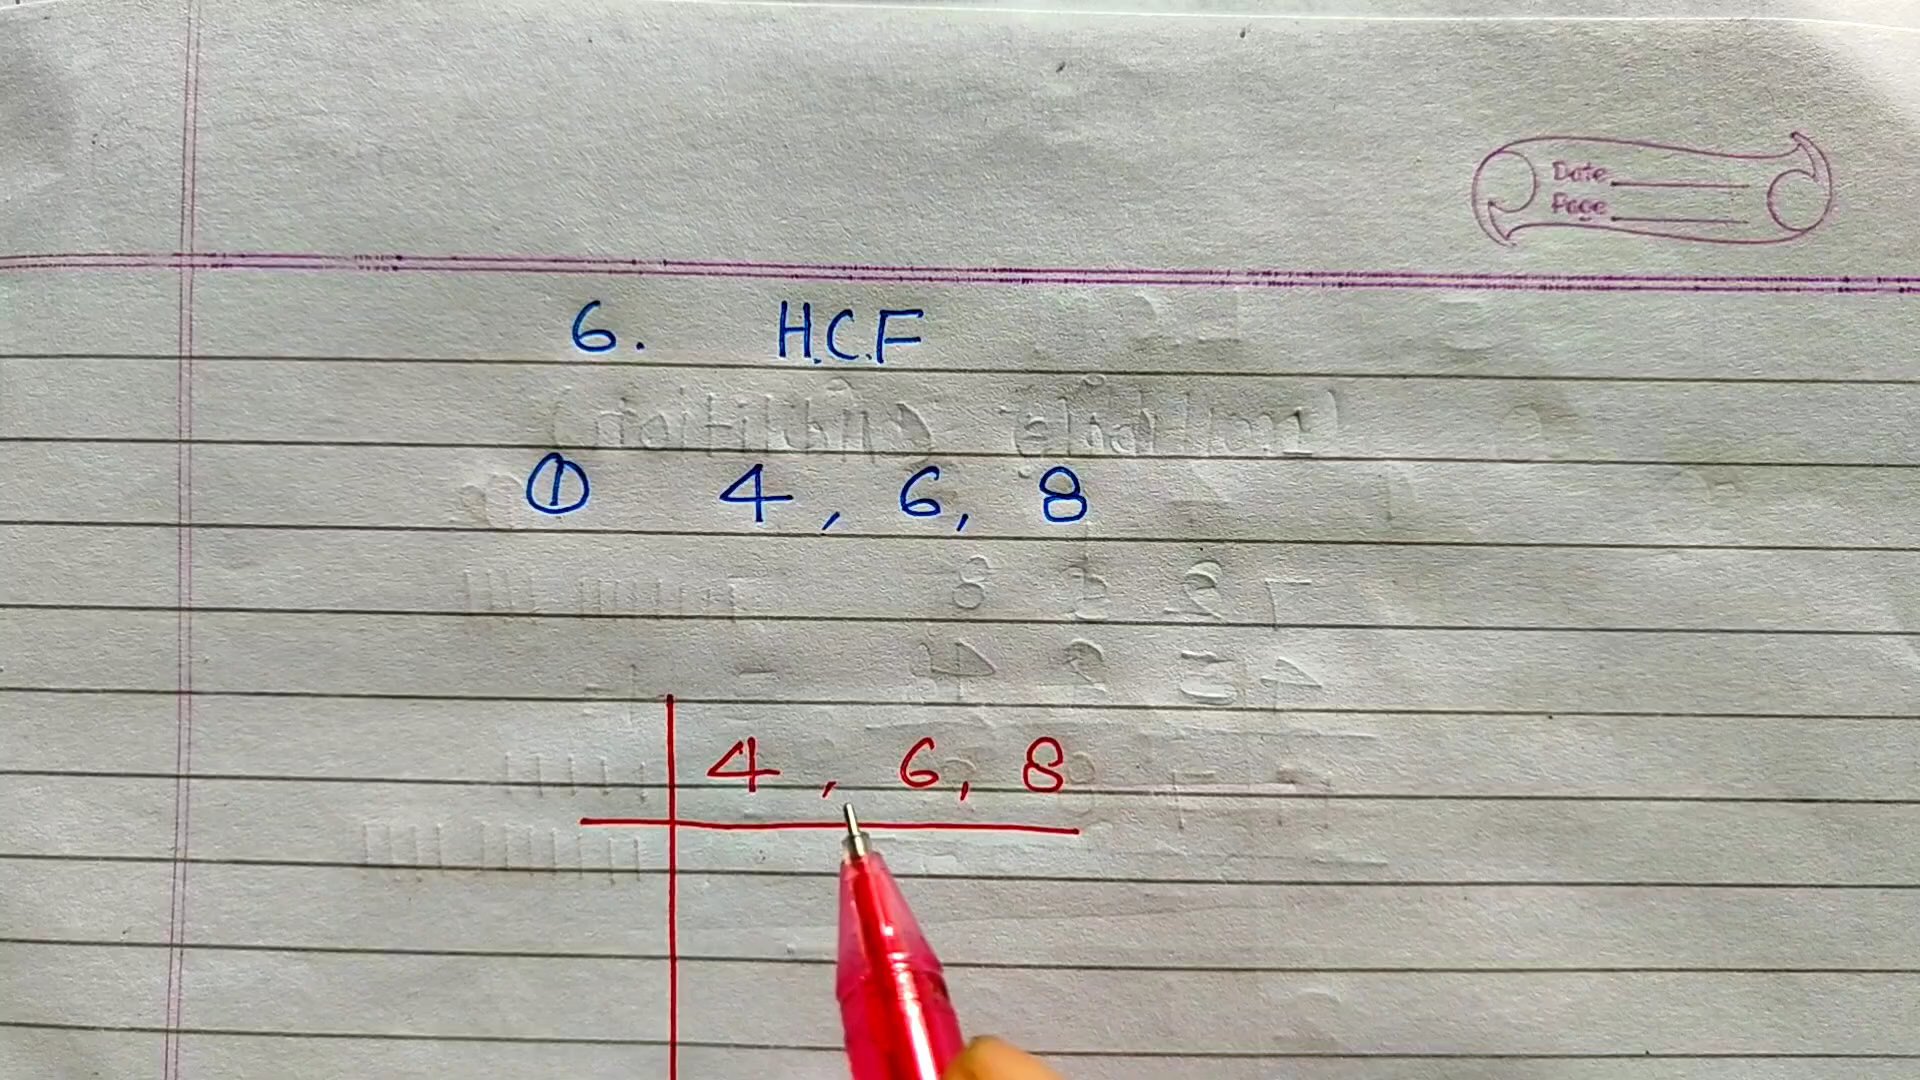 Date
Page
6. H.C.F
① 4, 6, 8
4, 6, 8